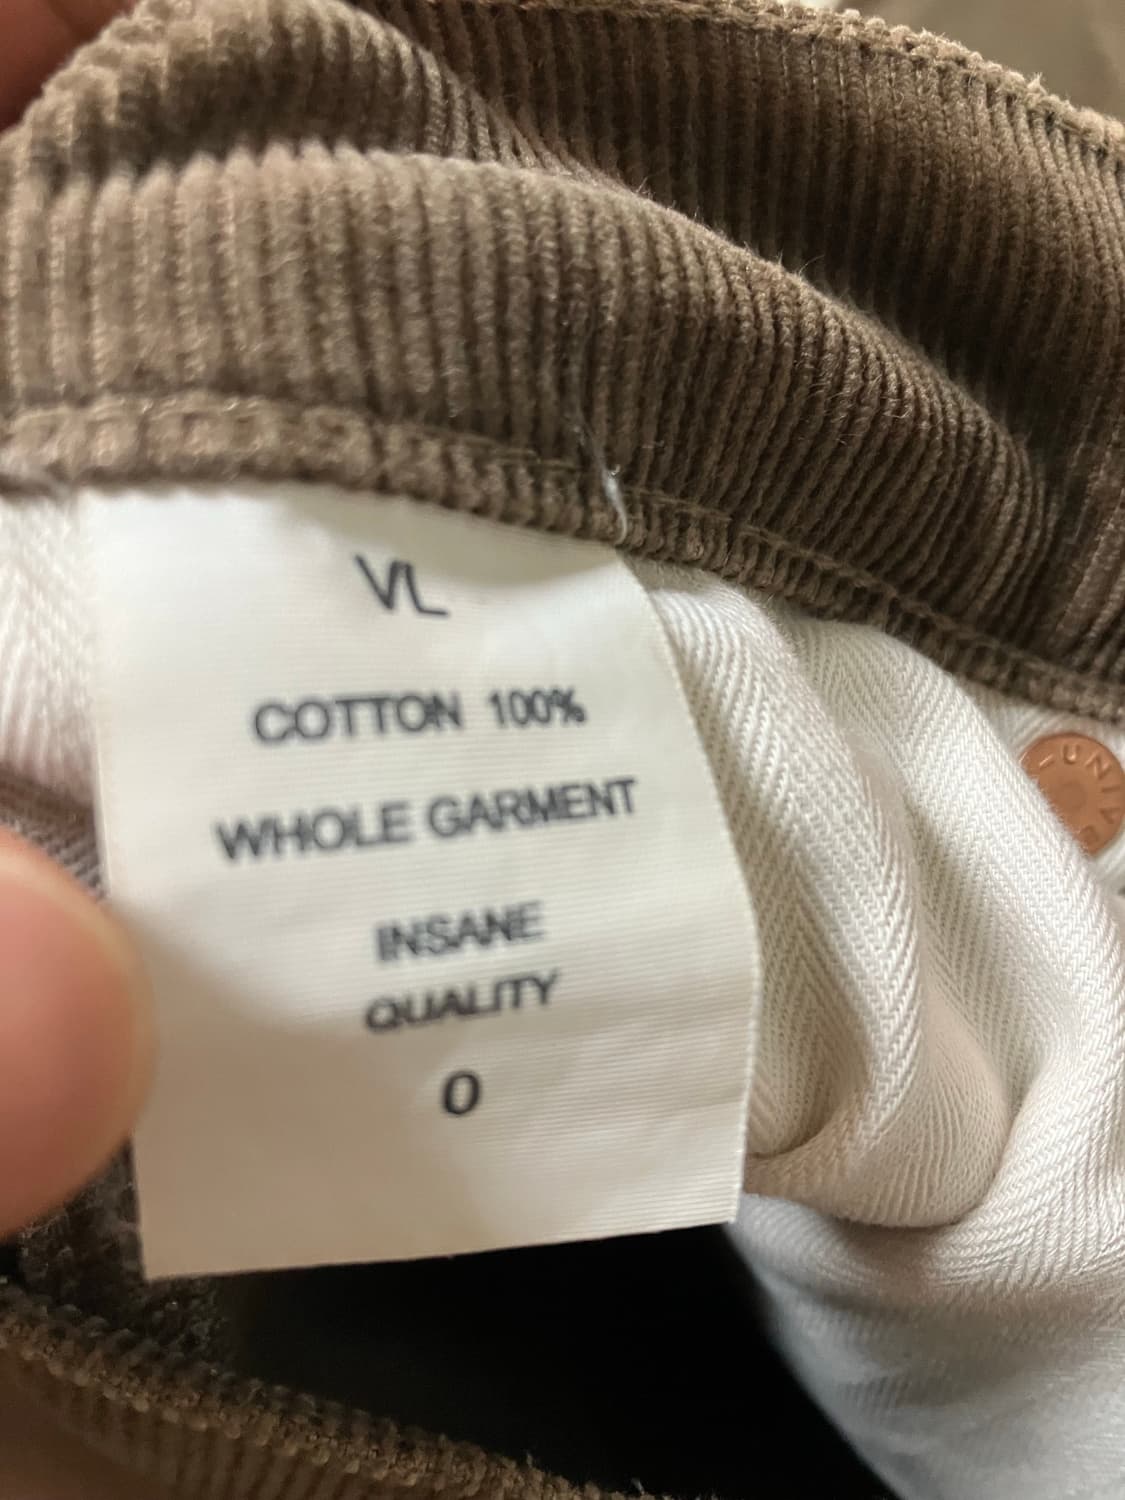 VL
COTTON 100%
WHOLE GARMENT
INSANE
QUALITY
0